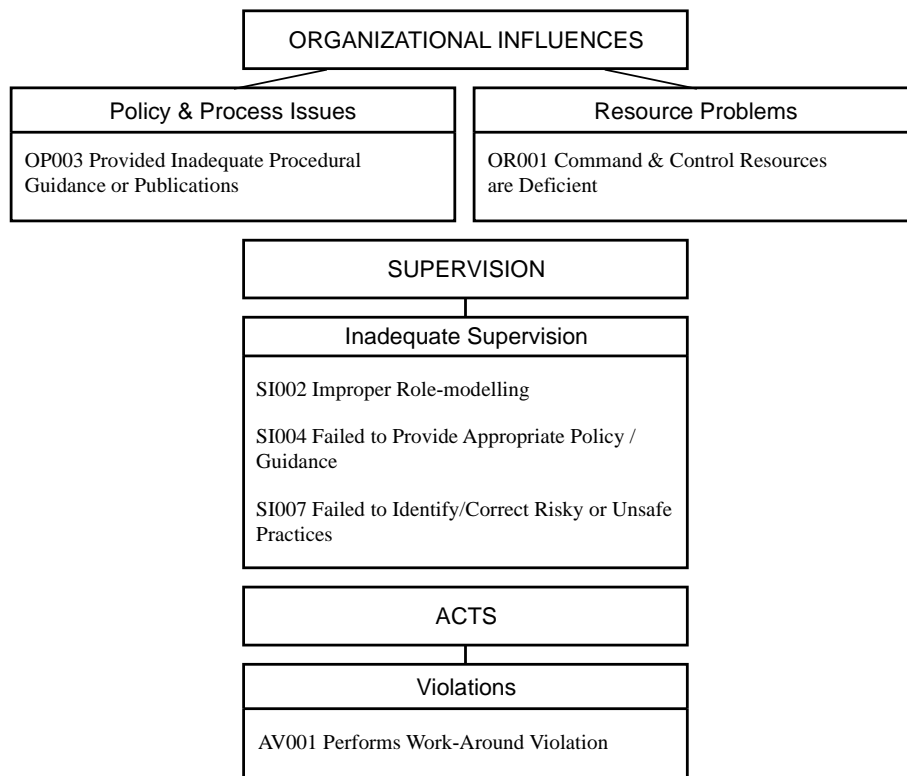 ORGANIZATIONAL INFLUENCES
Policy & Process Issues
OP003 Provided Inadequate Procedural
Guidance or Publications
Resource Problems
OR001 Command & Control Resources
are Deficient
SUPERVISION
Inadequate Supervision
SI002 Improper Role-modelling
SI004 Failed to Provide Appropriate Policy /
Guidance
SI007 Failed to Identify/Correct Risky or Unsafe
Practices
ACTS
Violations
AV001 Performs Work-Around Violation